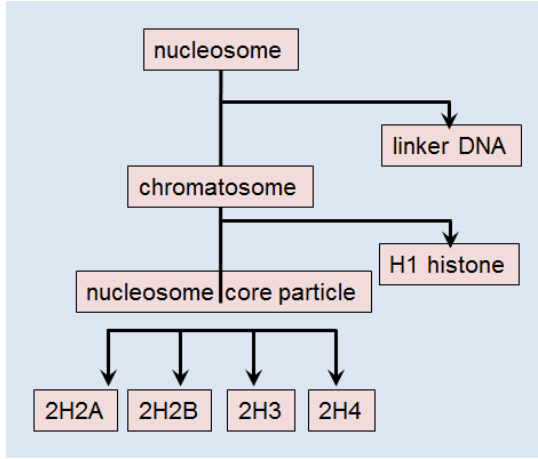 nucleosome
linker DNA
chromatosome
H1 histone
nucleosome core particle
2H2A 2H2B 2H3 2H4